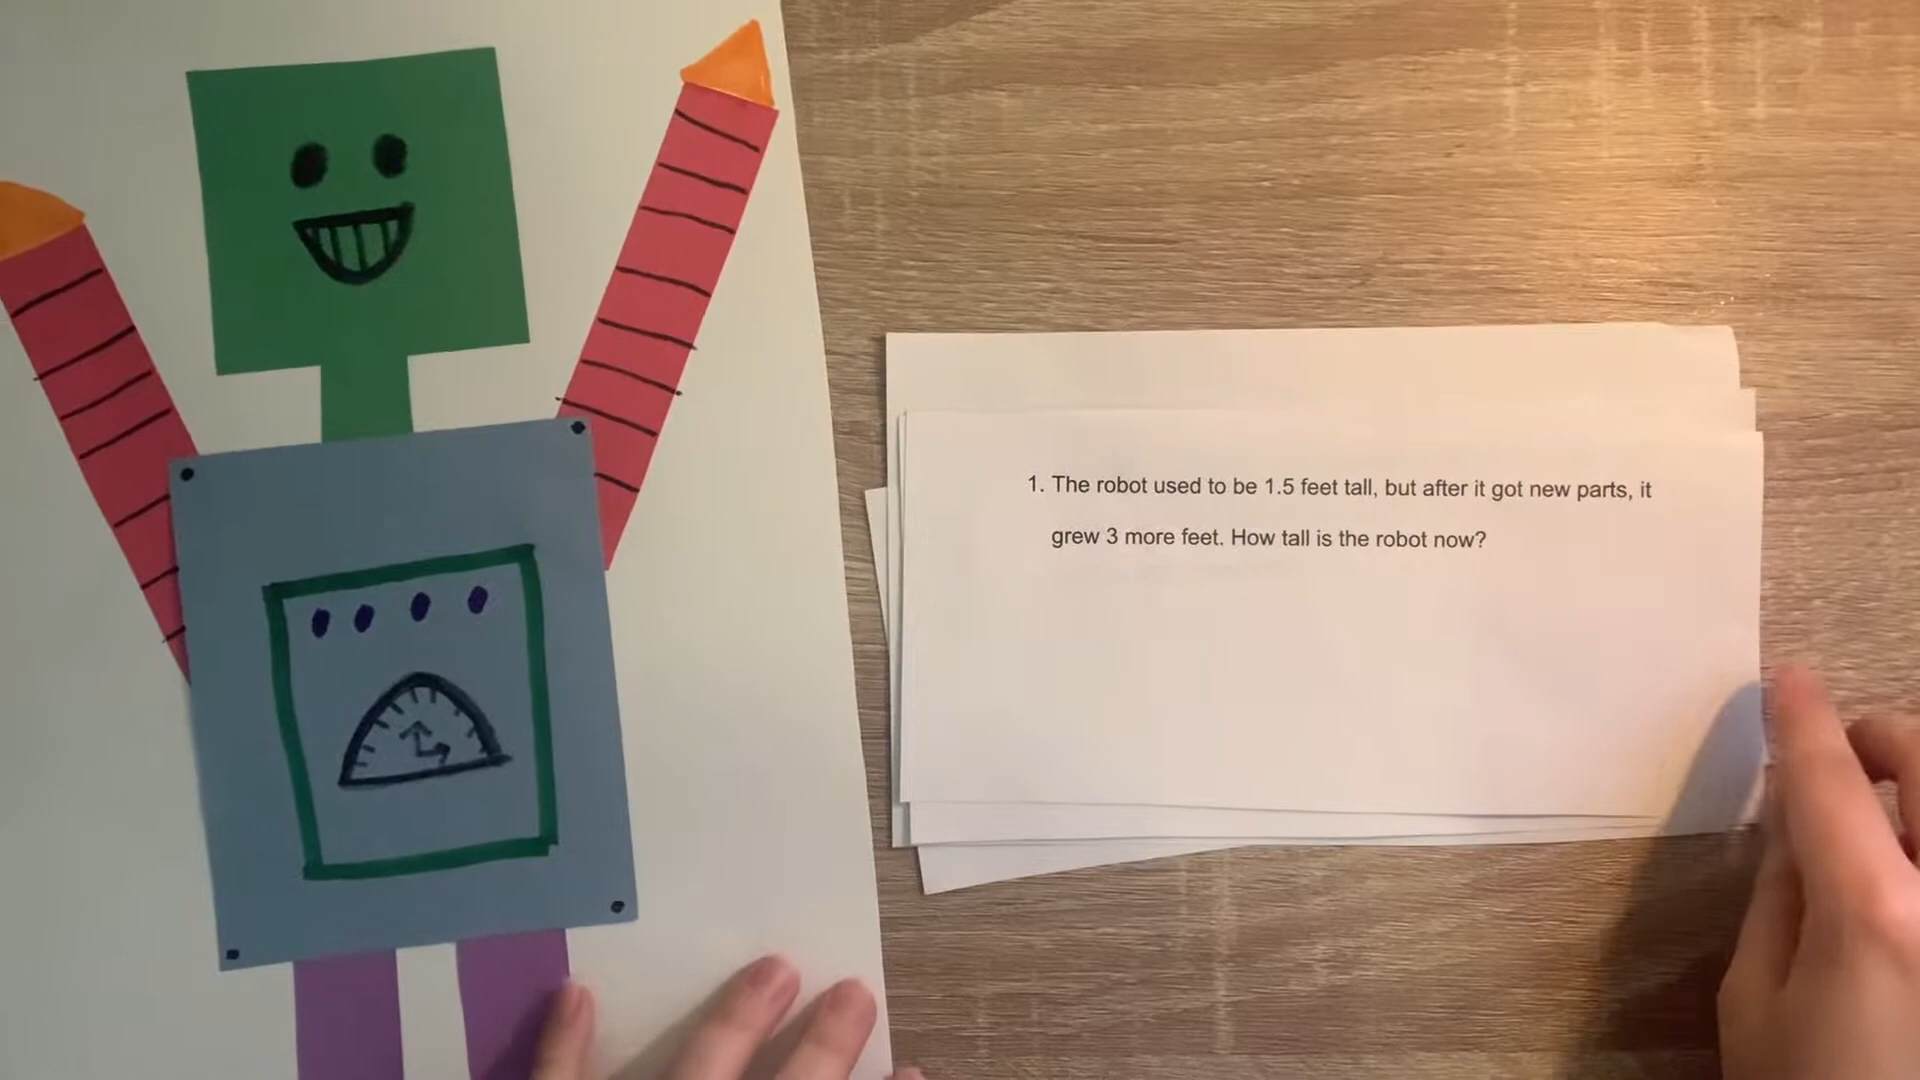 1. The robot used to be 1.5 feet tall, but after it got new parts, it
grew 3 more feet. How tall is the robot now?